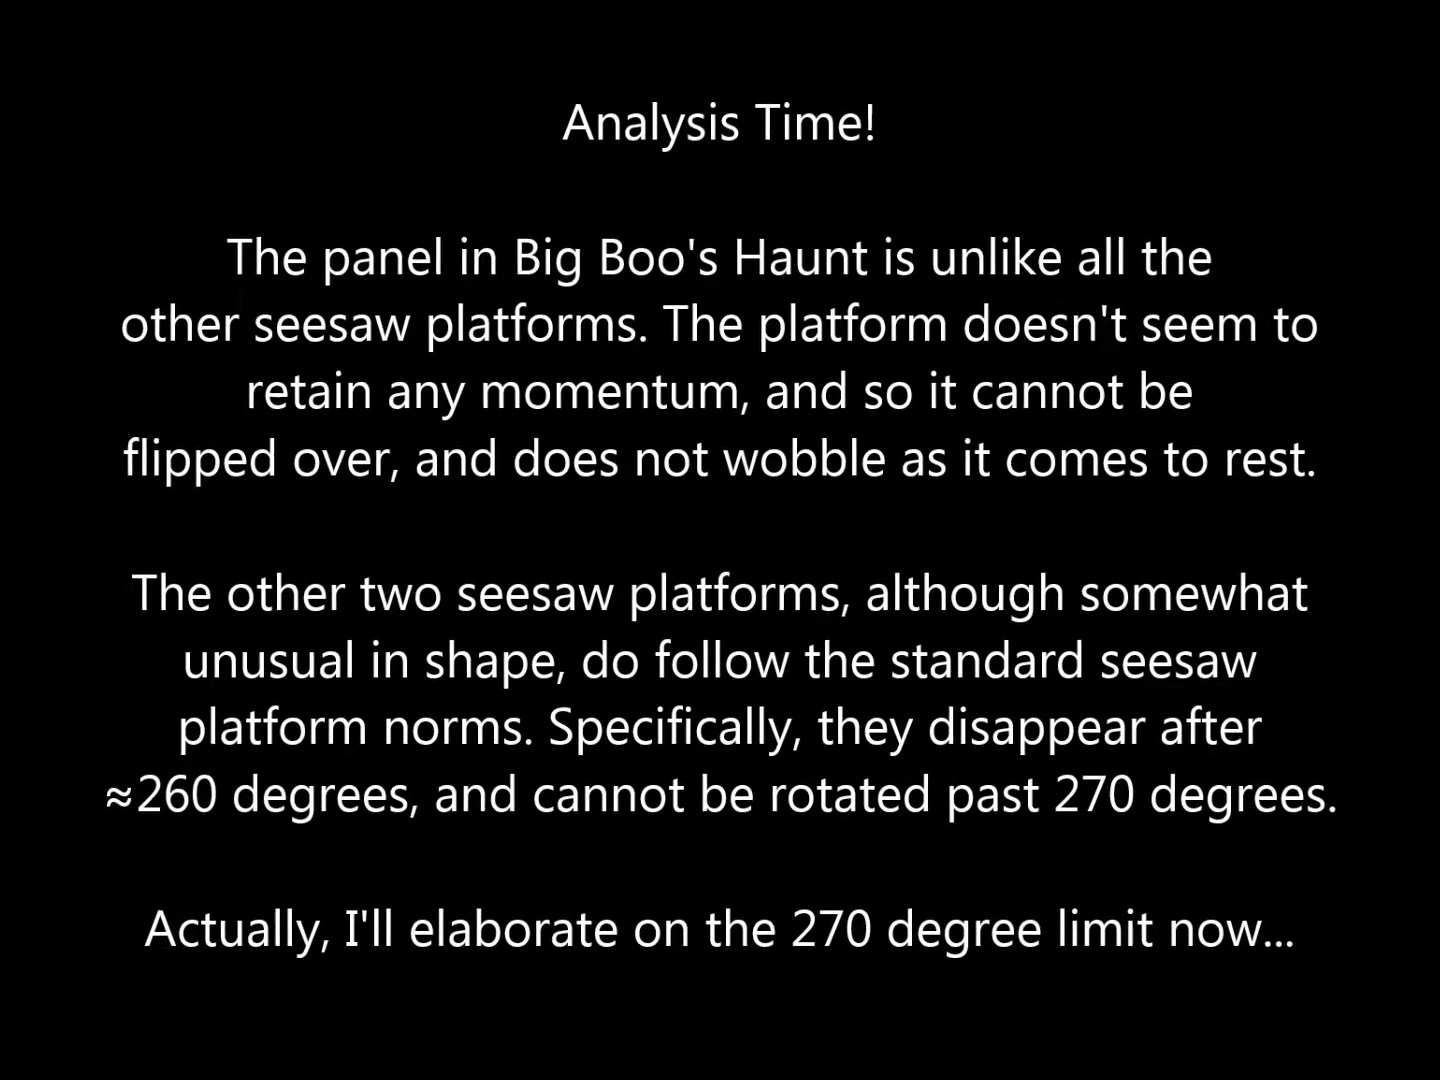 Analysis Time!
The panel in Big Boo's Haunt is unlike all the
other seesaw platforms. The platform doesn't seem to
retain any momentum, and so it cannot be
flipped over, and does not wobble as it comes to rest.
The other two seesaw platforms, although somewhat
unusual in shape, do follow the standard seesaw
platform norms. Specifically, they disappear after
≈260 degrees, and cannot be rotated past 270 degrees.
Actually, I'll elaborate on the 270 degree limit now...